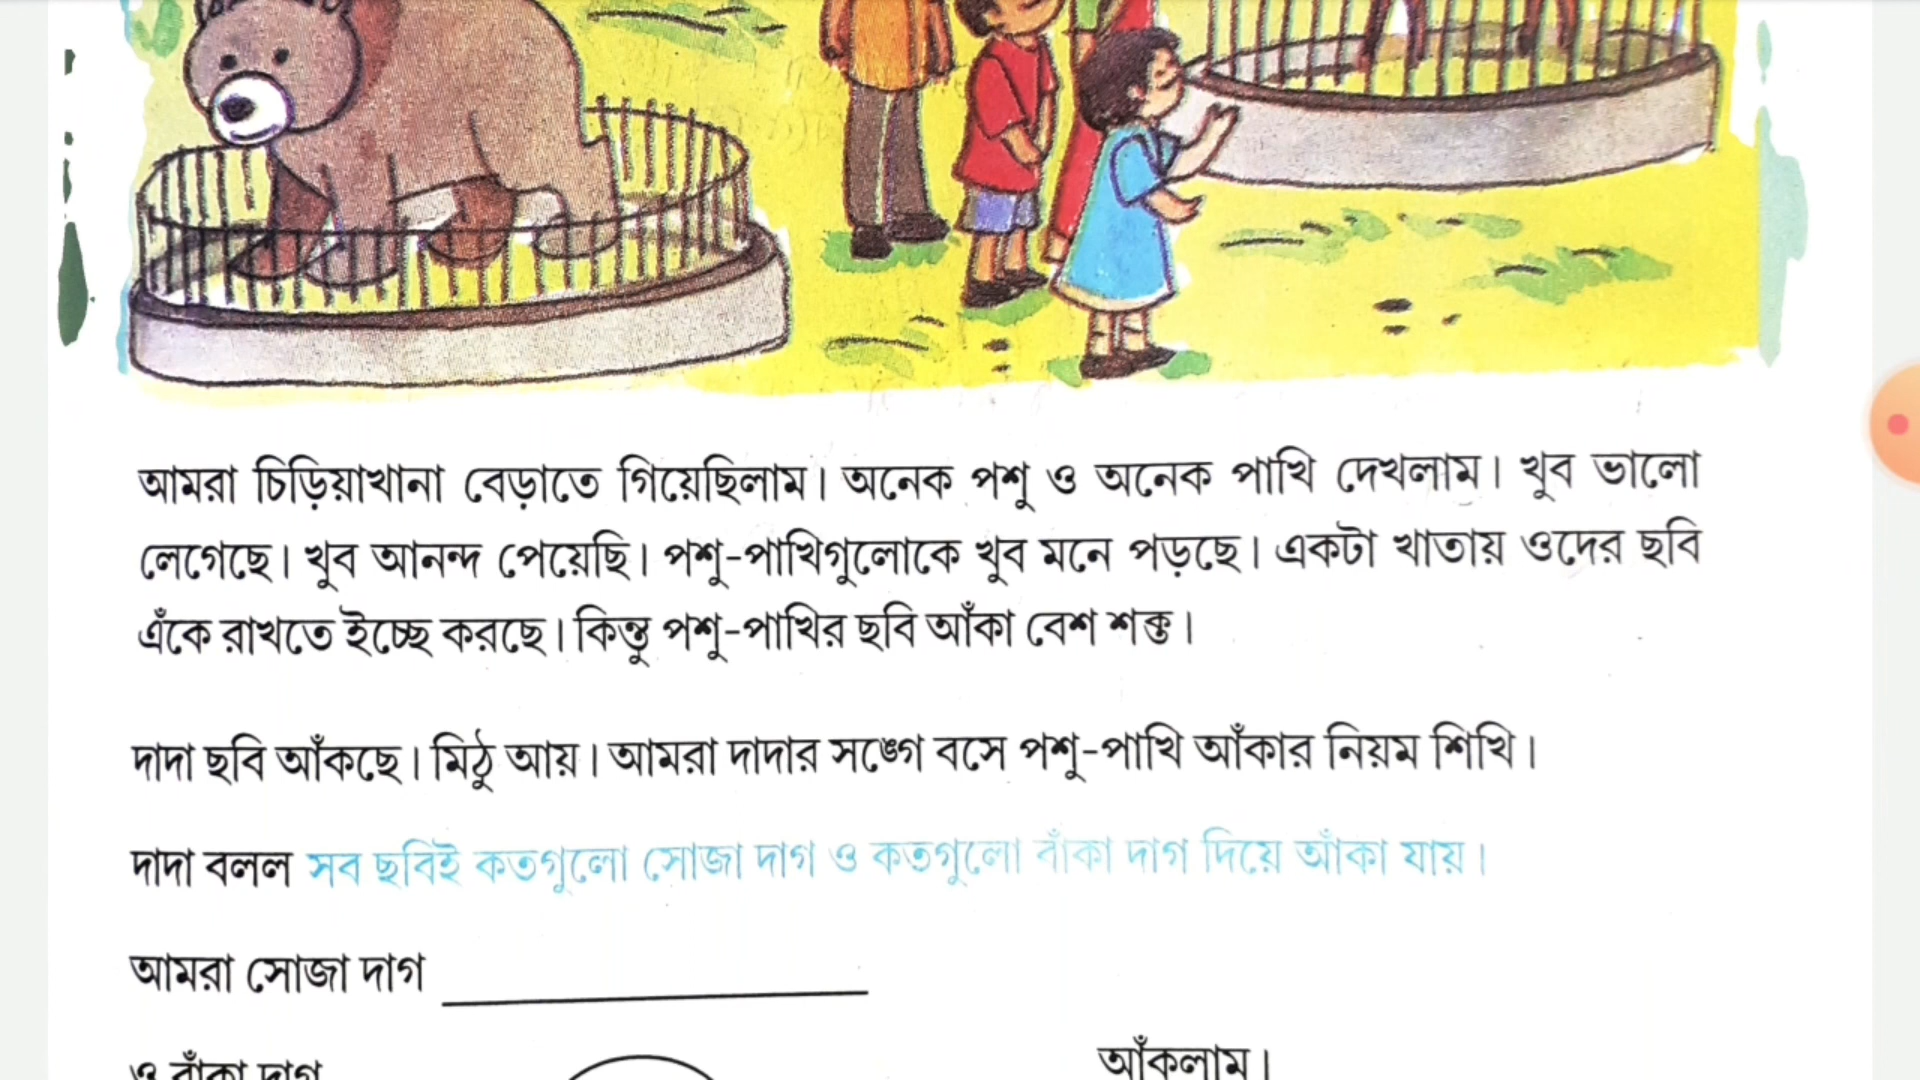 আমরা চিড়িয়াখানা বেড়াতে গিয়েছিলাম। অনেক পশু ও অনেক পাখি দেখলাম। খুব ভালো
লেগেছে। খুব আনন্দ পেয়েছি। পশু-পাখিগুলোকে খুব মনে পড়ছে। একটা খাতায় ওদের ছবি
এঁকে রাখতে ইচ্ছে করছে। কিন্তু পশু-পাখির ছবি আঁকা বেশ শক্ত।
দাদা ছবি আঁকছে। মিঠু আয়। আমরা দাদার সঙ্গে বসে পশু-পাখি আঁকার নিয়ম শিখি।
দাদা বলল সব ছবিই কতগুলো সোজা দাগ ও কতগুলো বাঁকা দাগ দিয়ে আঁকা যায়।
আমরা সোজা দাগ
ও বাঁকা দাগ আঁকলাম।